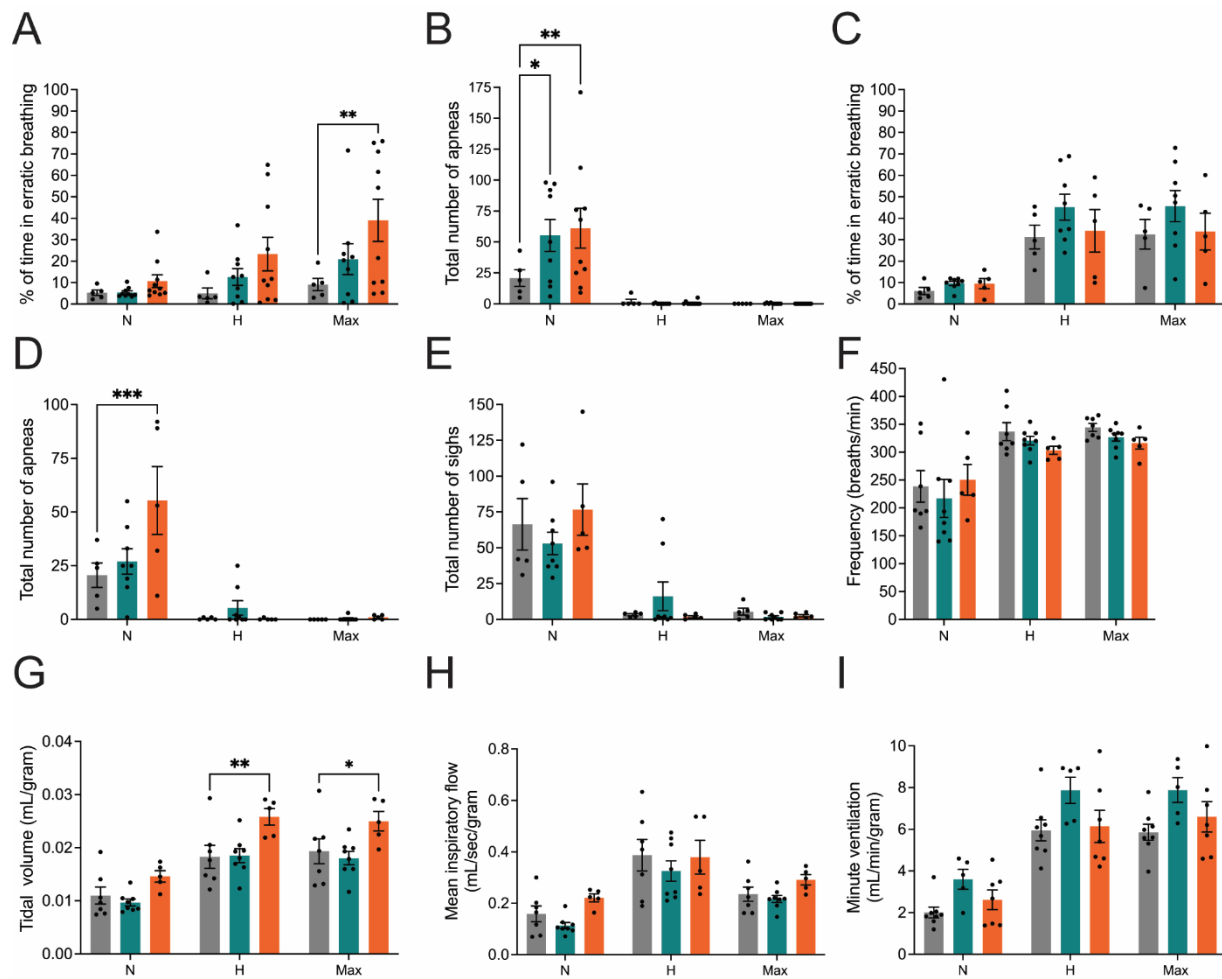 A
% of time in erratic breathing
100
90
80
70
60
50
40
30
20
10
0
**
N
H
Max
B
Total number of apneas
175
150
125
100
75
50
25
0
**
*
N
H
Max
C
% of time in erratic breathing
100
90
80
70
60
50
40
30
20
10
0
N
H
Max
D
Total number of apneas
100
75
50
25
0
***
N
H
Max
E
Total number of sighs
150
125
100
75
50
25
0
N
H
Max
F
Frequency (breaths/min)
450
400
350
300
250
200
150
100
50
0
N
H
Max
G
Tidal volume (mL/gram)
0.04
0.03
0.02
0.01
0.00
**
*
N
H
Max
H
Mean inspiratory flow
(mL/sec/gram)
0.8
0.6
0.4
0.2
0.0
N
H
Max
I
Minute ventilation
(mL/min/gram)
10
8
6
4
2
0
N
H
Max